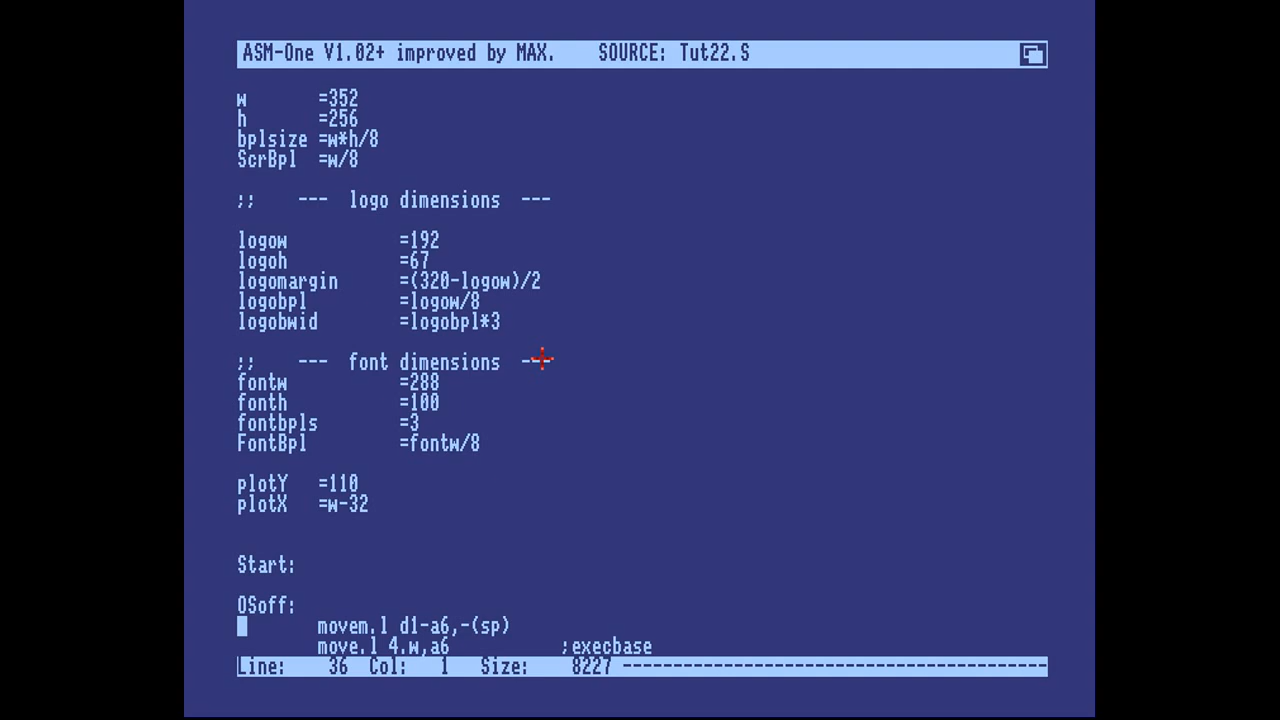 ASM-One V1.02+ improved by MAX.    SOURCE: Tut22.S
w       =352
h       =256
bplsize =w*h/8
ScrBpl  =w/8
;;    ---  logo dimensions  ---
logow           =192
logoh           =67
logomargin      =(320-logow)/2
logobpl         =logow/8
logobwid        =logobpl*3
;;    ---  font dimensions  ---
fontw           =288
fonth           =100
fontbpls        =3
FontBpl         =fontw/8
plotY   =110
plotX   =w-32
Start:
OSoff:
        movem.l d1-a6,-(sp)
        move.l 4.w,a6           ;execbase
Line:    36  Col:   1   Size:    8227 ------------------------------------------